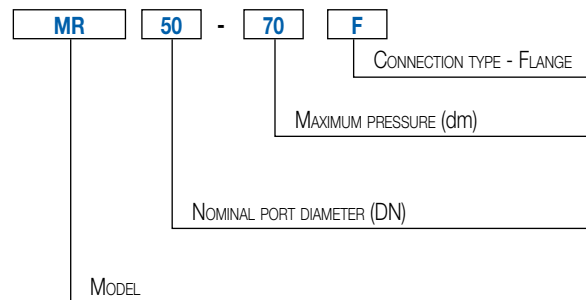 MR 50 - 70 F
Connection type - Flange
Maximum pressure (dm)
Nominal port diameter (DN)
Model